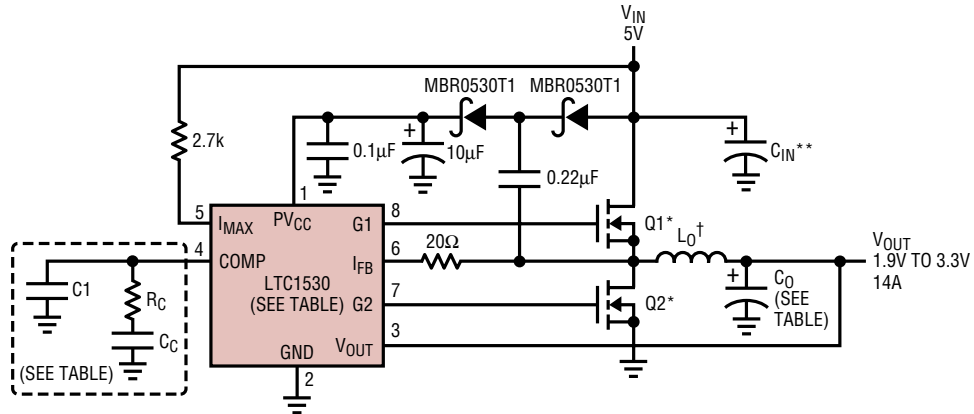 VIN
5V
MBR0530T1
MBR0530T1
2.7k
0.1µF
+
10µF
0.22µF
+
CIN**
1
5
IMAX
PVCC
G1
8
Q1*
4
COMP
IFB
6
20Ω
LO†
VOUT
1.9V TO 3.3V
14A
C1
RC
CC
(SEE TABLE)
LTC1530
(SEE TABLE)
G2
7
Q2*
+
CO
(SEE
TABLE)
3
VOUT
GND
2